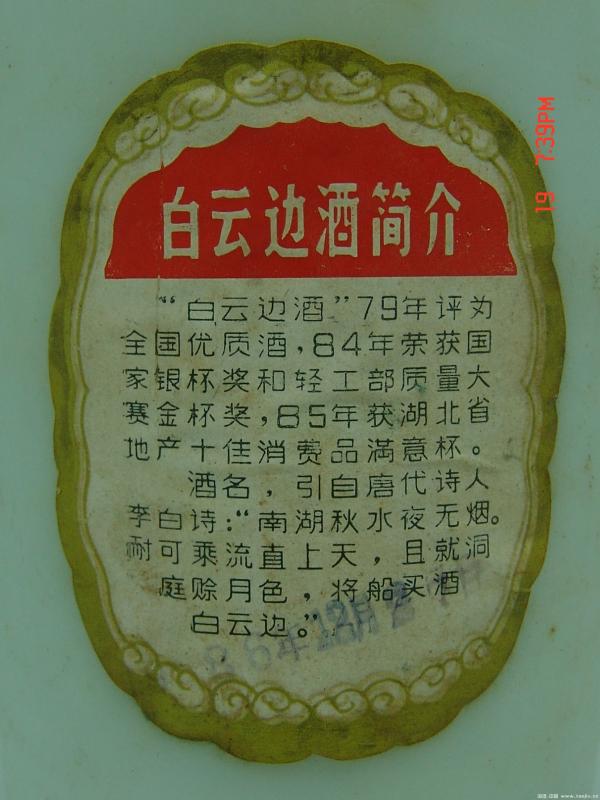 白云边酒简介
“白云边酒”79年评为
全国优质酒，84年荣获国
家银杯奖和轻工部质量大
赛金杯奖，85年获湖北省
地产十佳消费品满意杯。
酒名，引自唐代诗人
李白诗：“南湖秋水夜无烟。
耐可乘流直上天，且就洞
庭赊月色，将船买酒
白云边。”
19 7:39PM